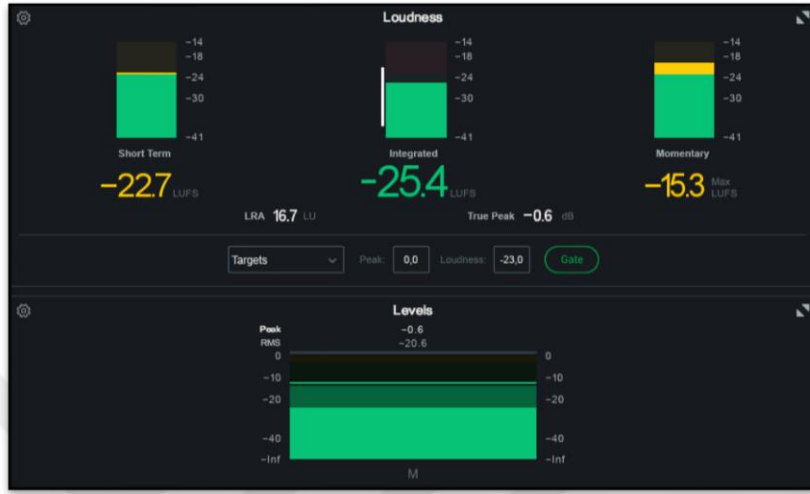 Loudness
-14 -14 -14
-18 -18 -18
-24 -24 -24
-30 -30 -30
-41 -41 -41
Short Term Integrated Momentary
-22.7 LUFS -25.4 LUFS -15.3 Max LUFS
LRA 16.7 LU True Peak -0.6 dB
Targets Peak: 0,0 Loudness: -23,0 Gate
Levels
Peak -0.6
RMS -20.6
0 0
-10 -10
-20 -20
-40 -40
-Inf -Inf
M